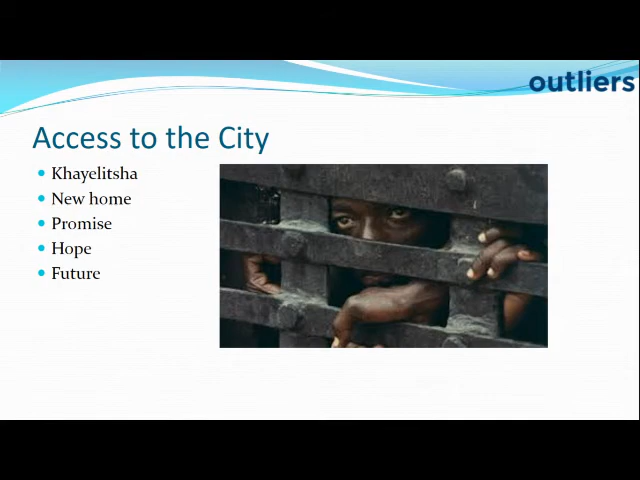 outliers
Access to the City
Khayelitsha
New home
Promise
Hope
Future